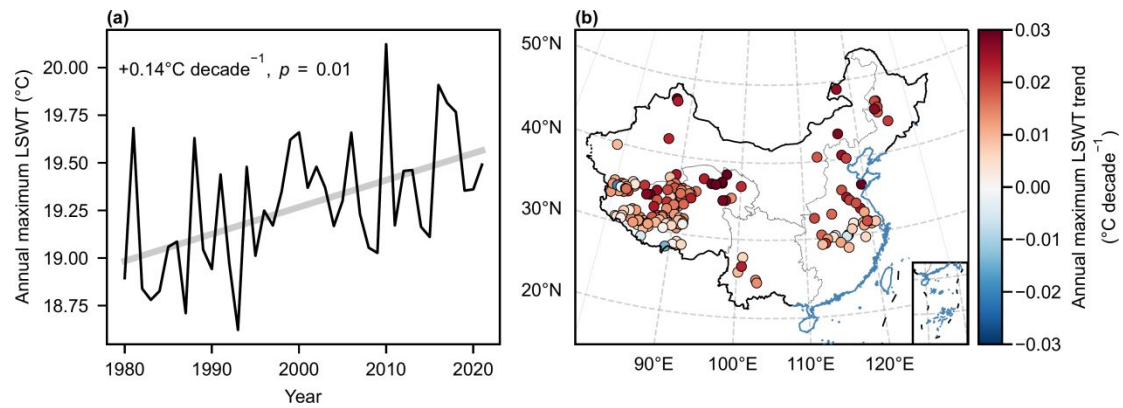 (a)
+0.14°C decade⁻¹, p = 0.01
Annual maximum LSWT (°C)
20.00
19.75
19.50
19.25
19.00
18.75
1980
1990
2000
2010
2020
Year
(b)
50°N
40°N
30°N
20°N
90°E
100°E
110°E
120°E
0.03
0.02
0.01
0.00
−0.01
−0.02
−0.03
Annual maximum LSWT trend
(°C decade⁻¹)